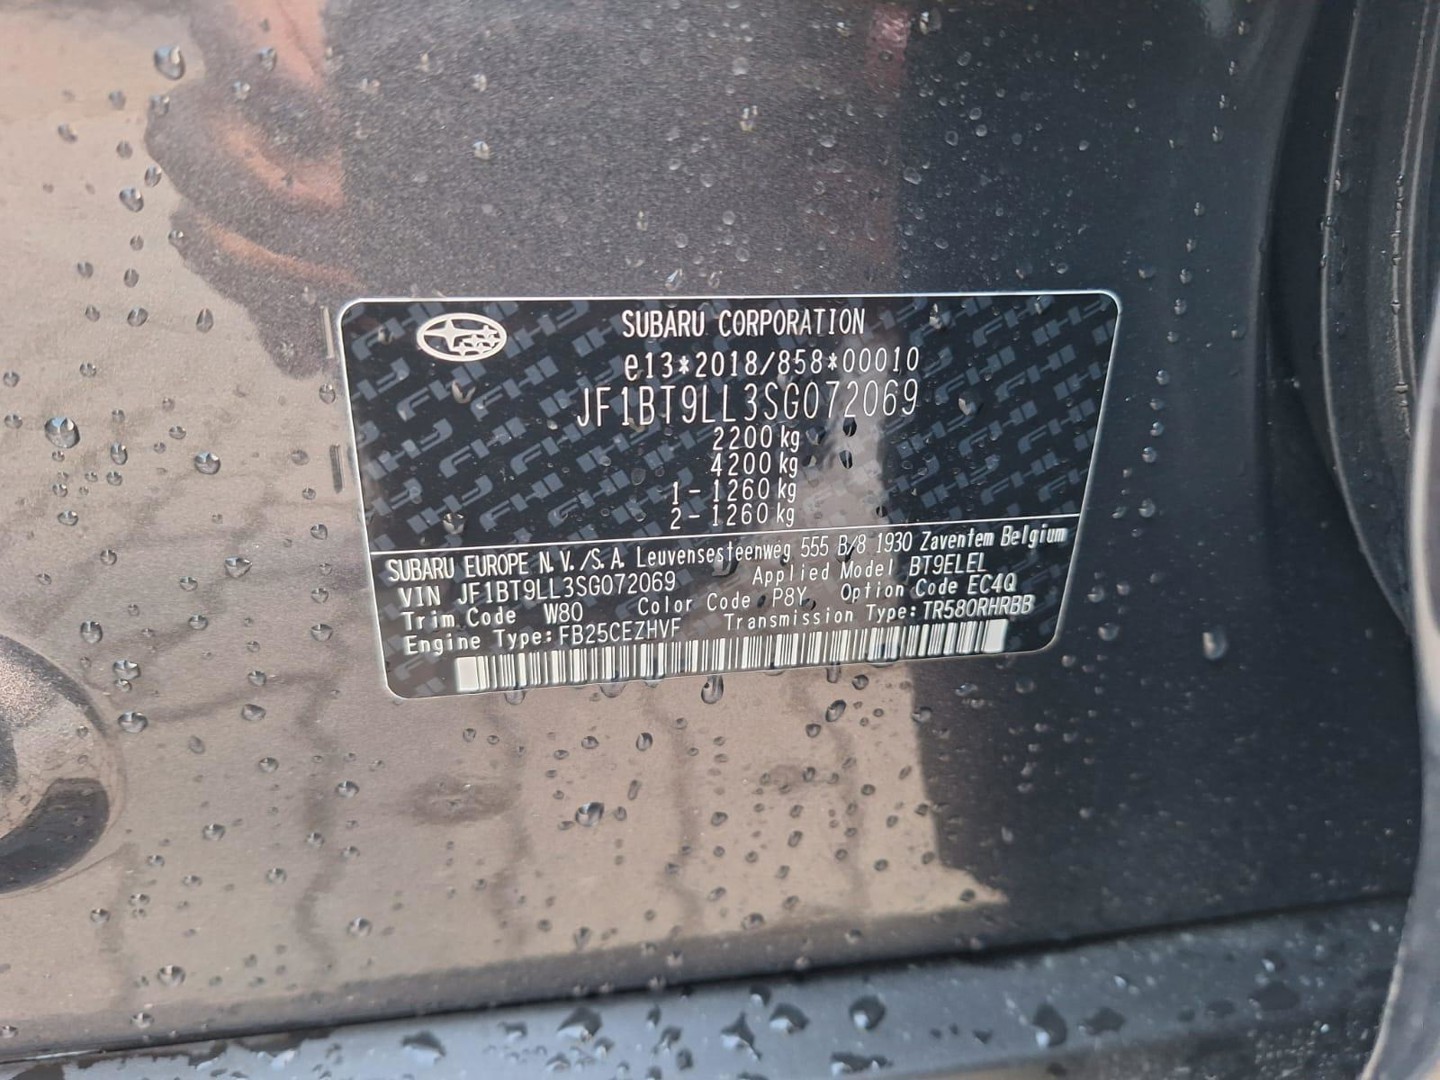 SUBARU CORPORATION
e13*2018/858*00010
JF1BT9LL3SG072069
2200 kg
4200 kg
1 - 1260 kg
2 - 1260 kg
SUBARU EUROPE N.V./S.A. Leuvensesteenweg 555 B/8 1930 Zaventem Belgium
VIN JF1BT9LL3SG072069 Applied Model BT9ELEL
Trim Code W80 Color Code P8Y Option Code EC4Q
Engine Type: FB25CEZHVF Transmission Type: TR580RHRBB